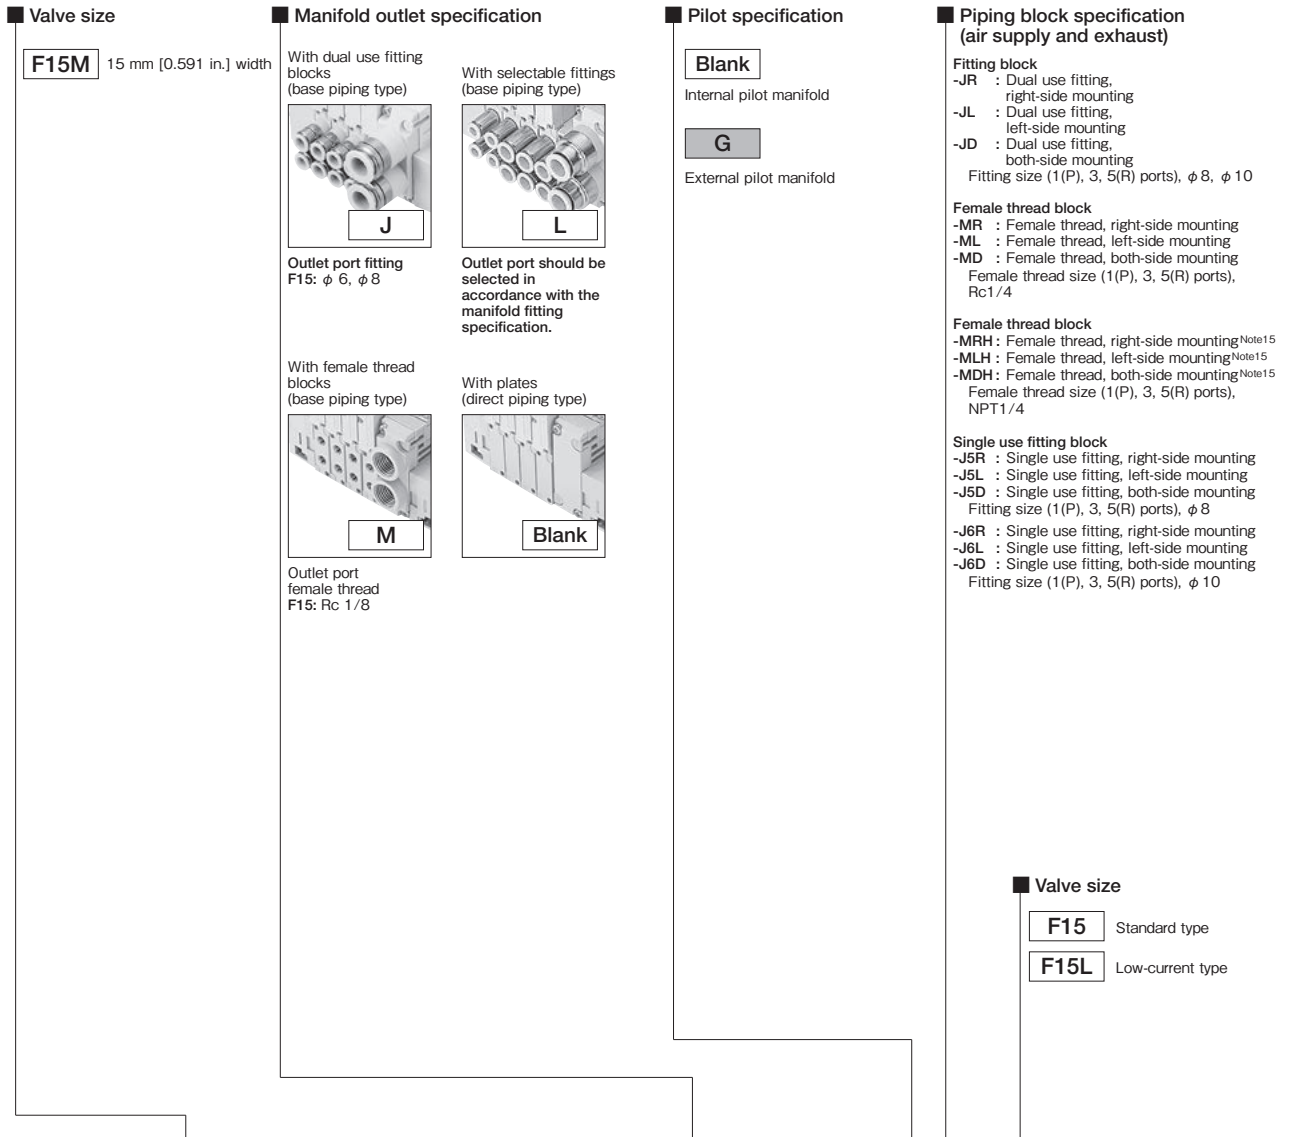 ■ Valve size
F15M 15 mm [0.591 in.] width
■ Manifold outlet specification
With dual use fitting
blocks
(base piping type)
J
Outlet port fitting
F15: φ 6, φ 8
With selectable fittings
(base piping type)
L
Outlet port should be
selected in
accordance with the
manifold fitting
specification.
With female thread
blocks
(base piping type)
M
Outlet port
female thread
F15: Rc 1/8
With plates
(direct piping type)
Blank
■ Pilot specification
Blank
Internal pilot manifold
G
External pilot manifold
■ Piping block specification
(air supply and exhaust)
Fitting block
-JR : Dual use fitting,
right-side mounting
-JL : Dual use fitting,
left-side mounting
-JD : Dual use fitting,
both-side mounting
Fitting size (1(P), 3, 5(R) ports), φ 8, φ 10
Female thread block
-MR : Female thread, right-side mounting
-ML : Female thread, left-side mounting
-MD : Female thread, both-side mounting
Female thread size (1(P), 3, 5(R) ports),
Rc1/4
Female thread block
-MRH : Female thread, right-side mounting Note15
-MLH : Female thread, left-side mounting Note15
-MDH : Female thread, both-side mounting Note15
Female thread size (1(P), 3, 5(R) ports),
NPT1/4
Single use fitting block
-J5R : Single use fitting, right-side mounting
-J5L : Single use fitting, left-side mounting
-J5D : Single use fitting, both-side mounting
Fitting size (1(P), 3, 5(R) ports), φ 8
-J6R : Single use fitting, right-side mounting
-J6L : Single use fitting, left-side mounting
-J6D : Single use fitting, both-side mounting
Fitting size (1(P), 3, 5(R) ports), φ 10
■ Valve size
F15 Standard type
F15L Low-current type